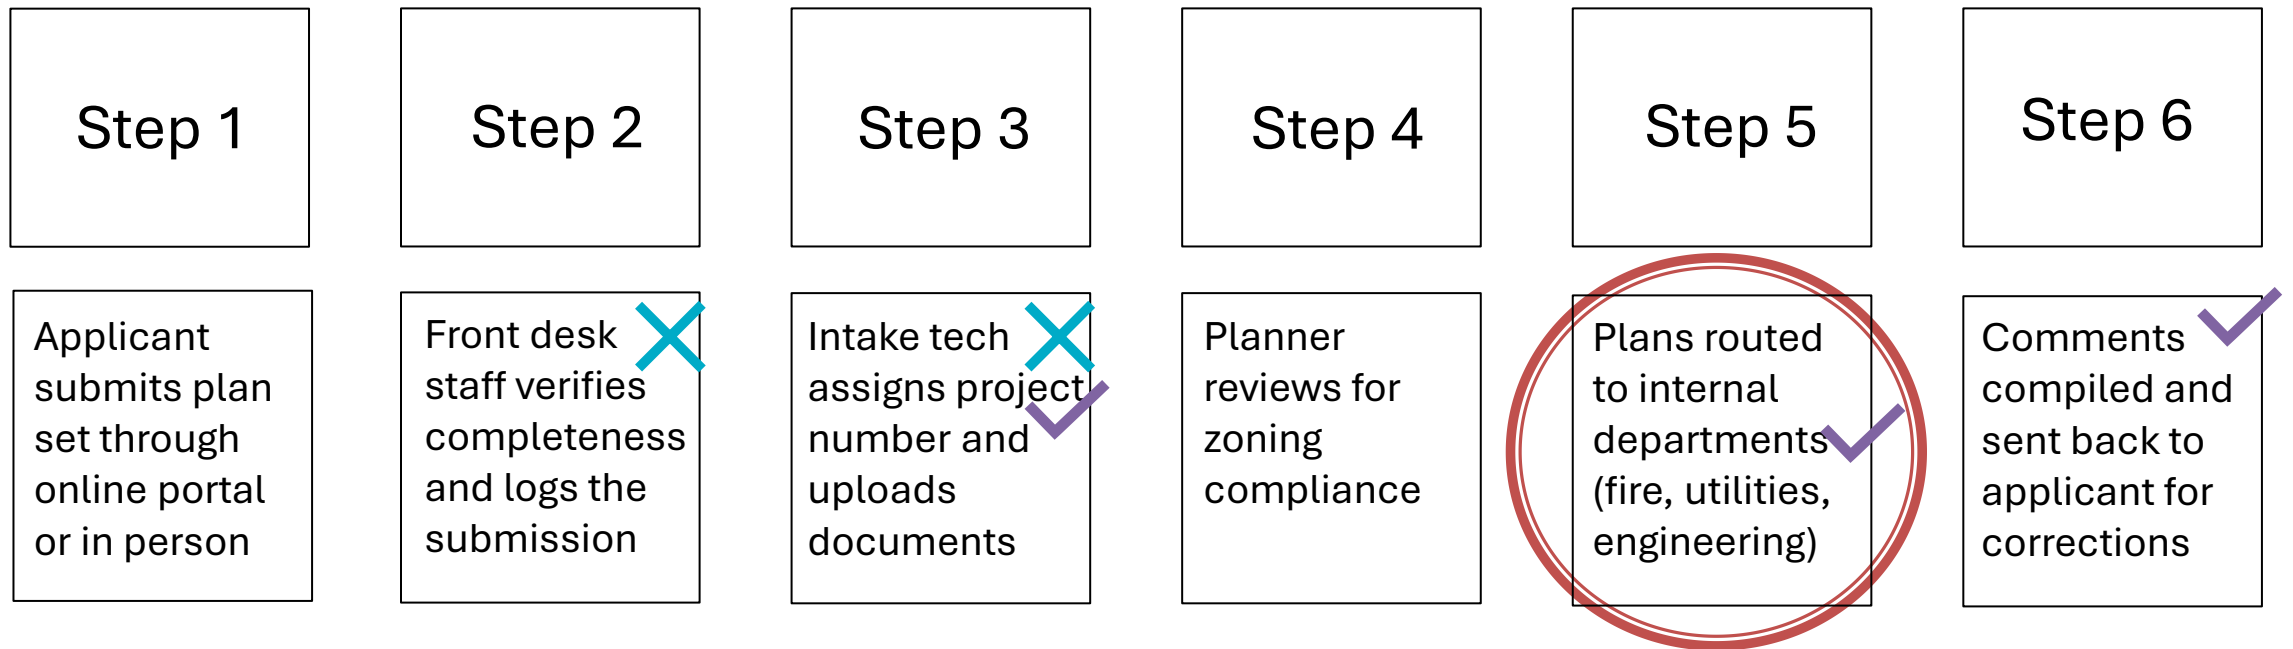 Step 1
Step 2
Step 3
Step 4
Step 5
Step 6
Applicant
submits plan
set through
online portal
or in person
Front desk
staff verifies
completeness
and logs the
submission
Intake tech
assigns project
number and
uploads
documents
Planner
reviews for
zoning
compliance
Plans routed
to internal
departments
(fire, utilities,
engineering)
Comments
compiled and
sent back to
applicant for
corrections